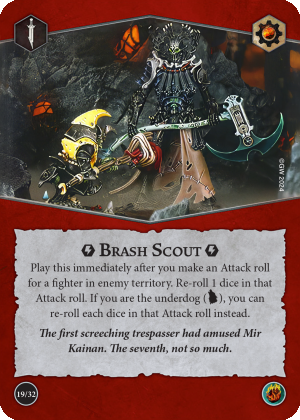 ©GW 2024
BRASH SCOUT
Play this immediately after you make an Attack roll
for a fighter in enemy territory. Re-roll 1 dice in that
Attack roll. If you are the underdog (), you can
re-roll each dice in that Attack roll instead.
The first screeching trespasser had amused Mir
Kainan. The seventh, not so much.
19/32